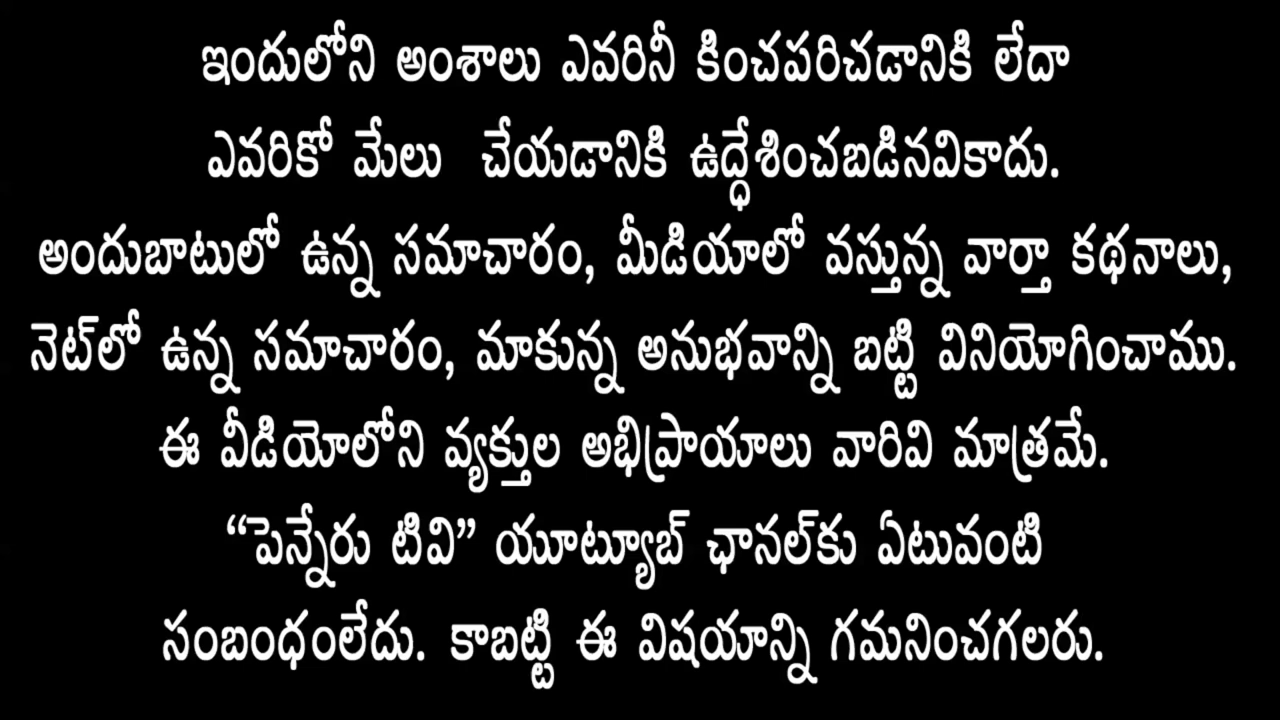 ఇందులోని అంశాలు ఎవరినీ కించపరిచడానికి లేదా
ఎవరికో మేలు చేయడానికి ఉద్ధేశించబడినవికాదు.
అందుబాటులో ఉన్న సమాచారం, మీడియాలో వస్తున్న వార్తా కథనాలు,
నెట్‌లో ఉన్న సమాచారం, మాకున్న అనుభవాన్ని బట్టి వినియోగించాము.
ఈ వీడియోలోని వ్యక్తుల అభిప్రాయాలు వారివి మాత్రమే.
“పెన్నేరు టివి” యూట్యూబ్ ఛానల్‌కు ఏటువంటి
సంబంధంలేదు. కాబట్టి ఈ విషయాన్ని గమనించగలరు.